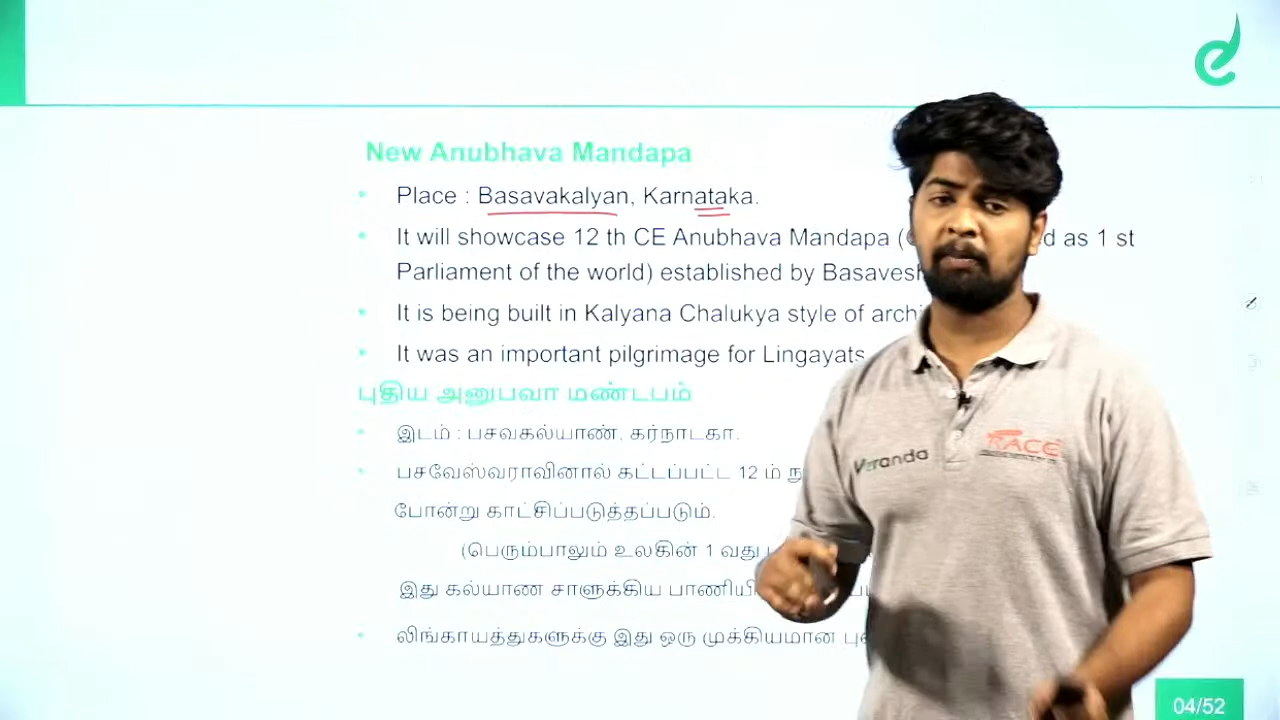 New Anubhava Mandapa
• Place : Basavakalyan, Karnataka.
• It will showcase 12 th CE Anubhava Mandapa ( as 1 st
Parliament of the world) established by
• It is being built in Kalyana Chalukya style of
• It was an important pilgrimage for Lingayats
புதிய அனுபவா மண்டபம்
• இடம் : பசவகல்யாண், கர்நாடகா.
• பசவேஸ்வராவினால் கட்டப்பட்ட 12 ம்
போன்று காட்சிப்படுத்தப்படும்.
(பெரும்பாலும் உலகின் 1 வது
இது கல்யாண சாளுக்கிய
• லிங்காயத்துகளுக்கு இது ஒரு முக்கியமான
Veranda
RACE
04/52